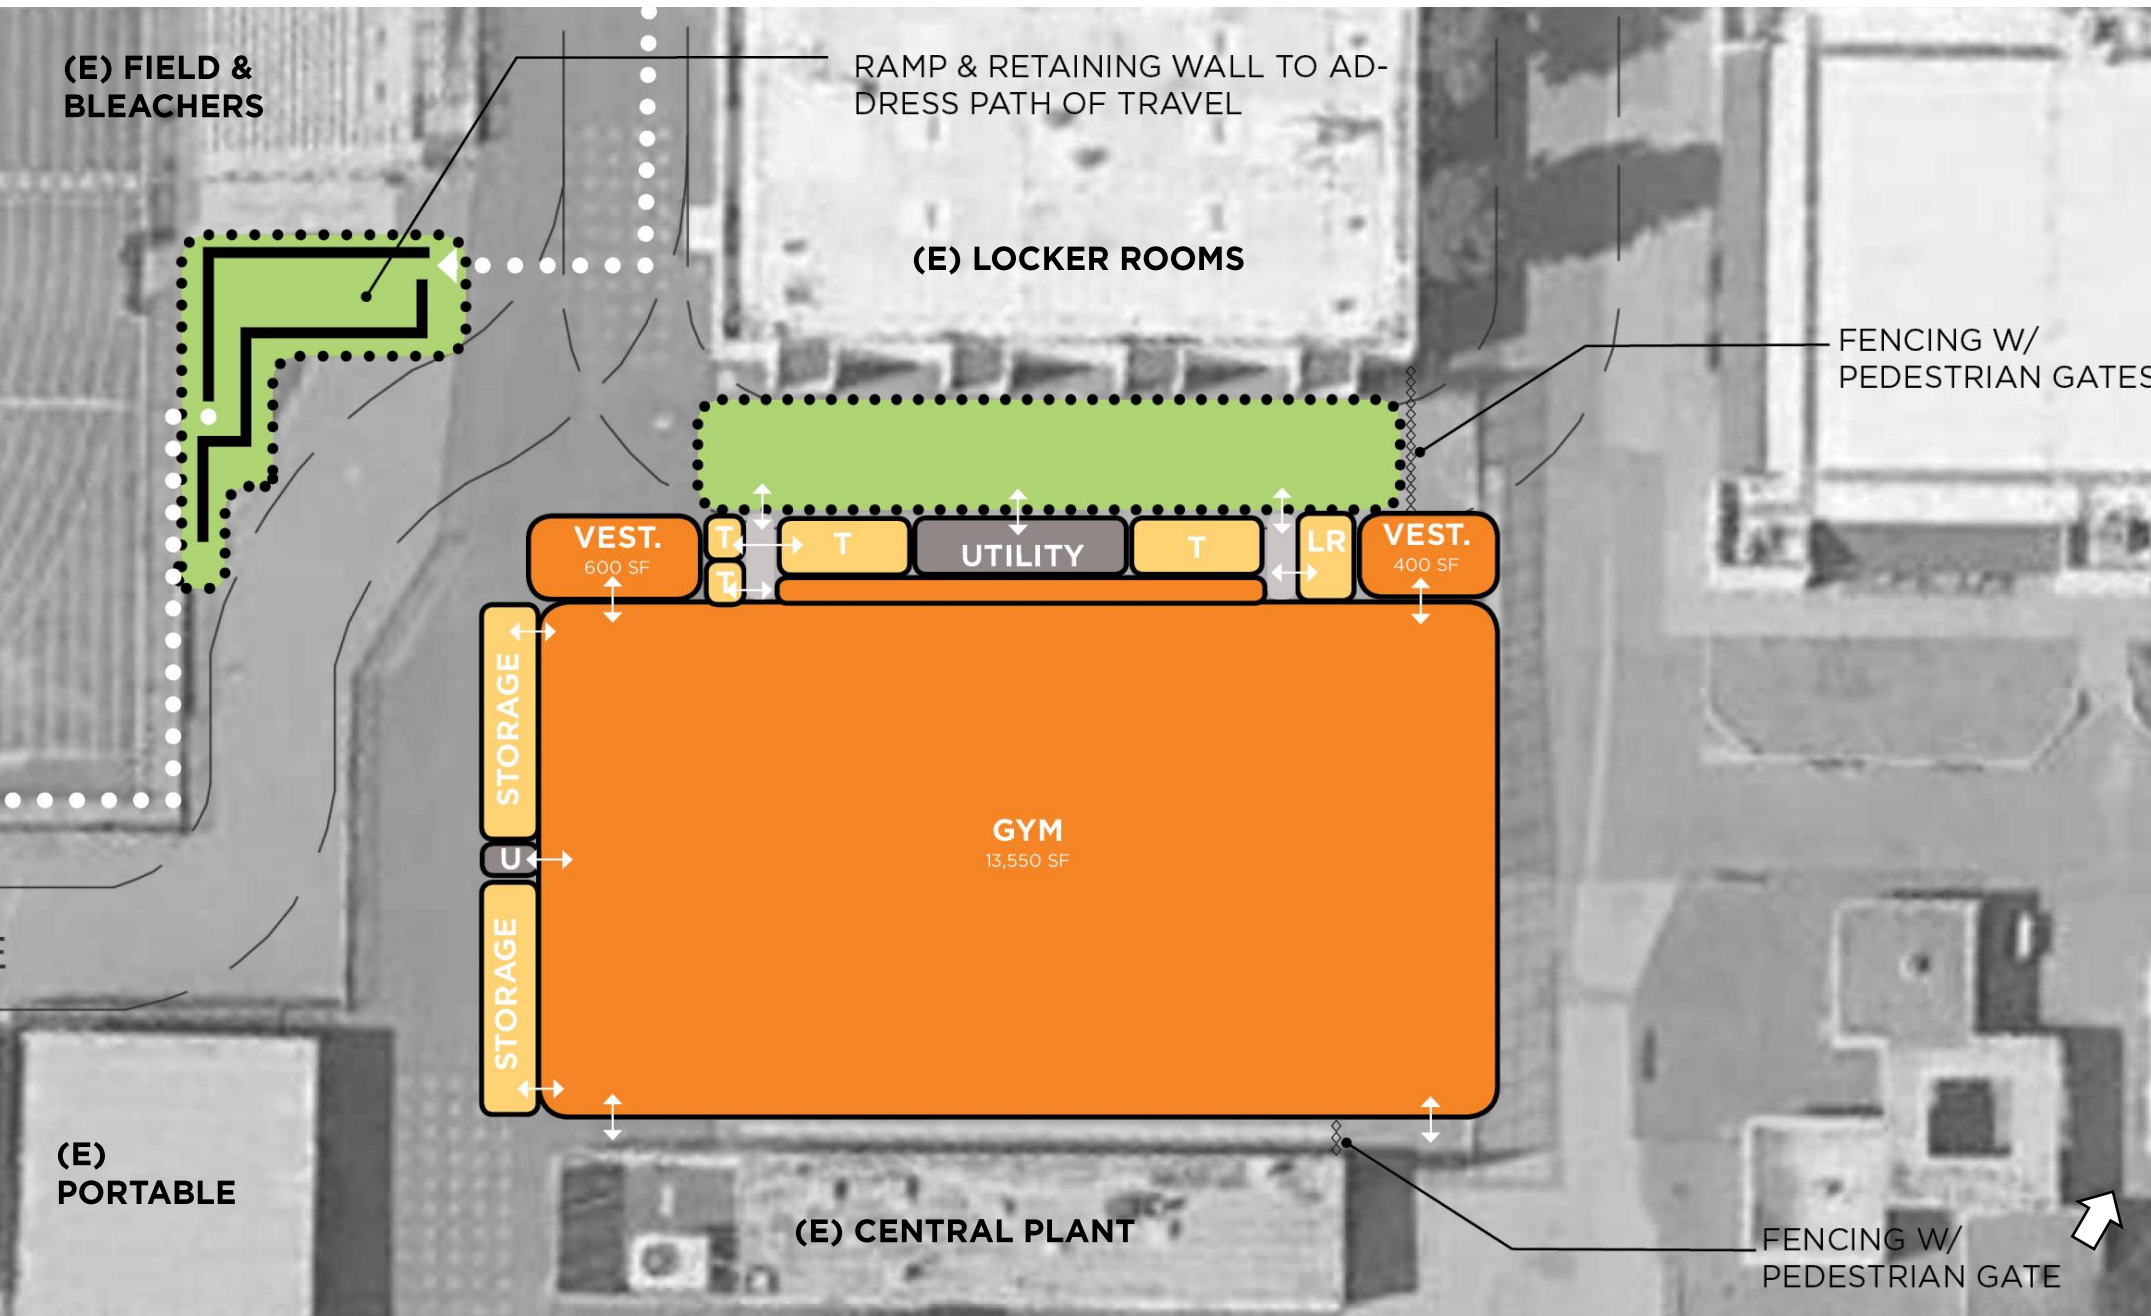 (E) FIELD &
BLEACHERS
RAMP & RETAINING WALL TO AD-
DRESS PATH OF TRAVEL
(E) LOCKER ROOMS
FENCING W/
PEDESTRIAN GATES
VEST.
600 SF
T
T
T
UTILITY
T
LR
VEST.
400 SF
STORAGE
U
STORAGE
GYM
13,550 SF
E
(E)
PORTABLE
(E) CENTRAL PLANT
FENCING W/
PEDESTRIAN GATE